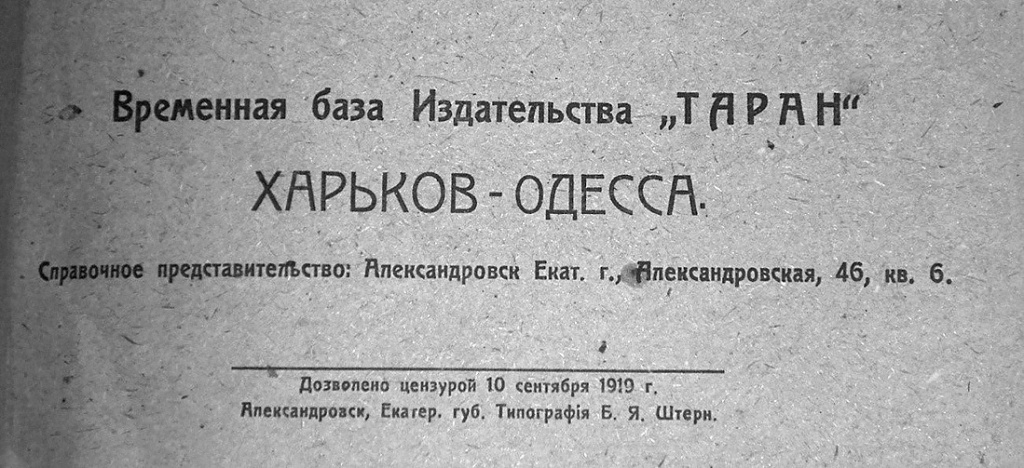 Временная база Издательства „ТАРАН“
ХАРЬКОВ - ОДЕССА.
Справочное представительство: Александровск Екат. г., Александровская, 46, кв. 6.
Дозволено цензурой 10 сентября 1919 г.
Александровск, Екатер. губ. Типографія Б. Я. Штерн.